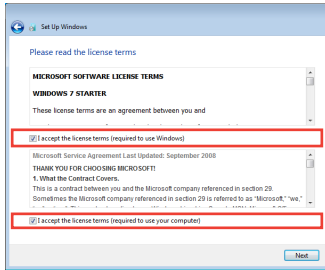 Set Up Windows
Please read the license terms
MICROSOFT SOFTWARE LICENSE TERMS
WINDOWS 7 STARTER
These license terms are an agreement between you and
I accept the license terms (required to use Windows)
Microsoft Service Agreement Last Updated: September 2008
THANK YOU FOR CHOOSING MICROSOFT!
1. What the Contract Covers.
This is a contract between you and the Microsoft company referenced in section 29.
Sometimes the Microsoft company referenced in section 29 is referred to as "Microsoft," "we,"
I accept the license terms (required to use your computer)
Next